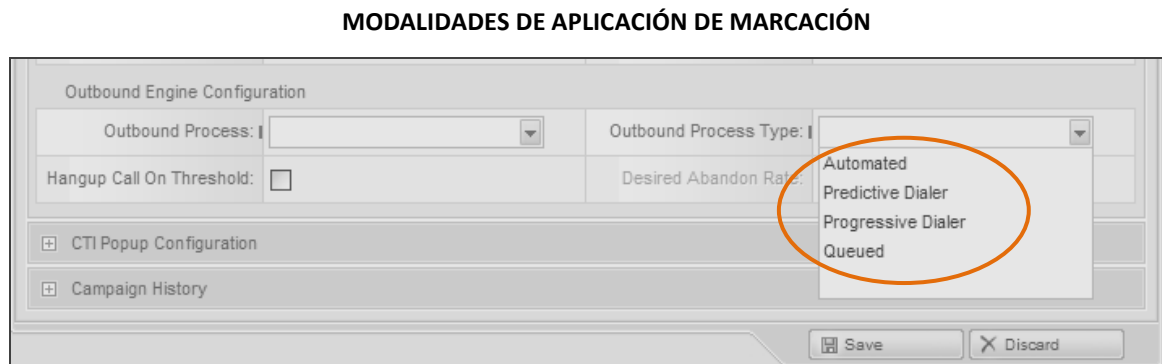 MODALIDADES DE APLICACIÓN DE MARCACIÓN
Outbound Engine Configuration
Outbound Process:
Outbound Process Type:
Automated
Predictive Dialer
Progressive Dialer
Queued
Hangup Call On Threshold:
Desired Abandon Rate:
CTI Popup Configuration
Campaign History
Save
Discard